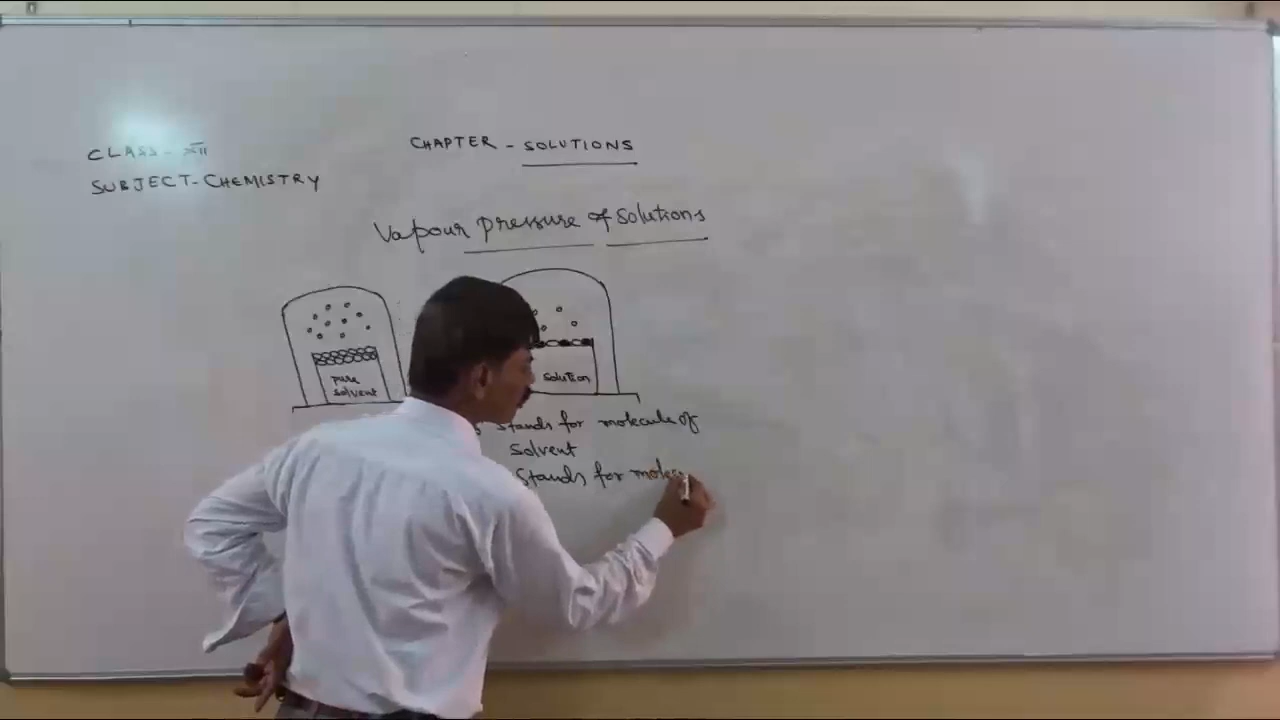 CLASS - XII
SUBJECT - CHEMISTRY
CHAPTER - SOLUTIONS
Vapour Pressure of Solutions
pure
solvent
solution
stands for molecule of
solvent
Stands for molecu